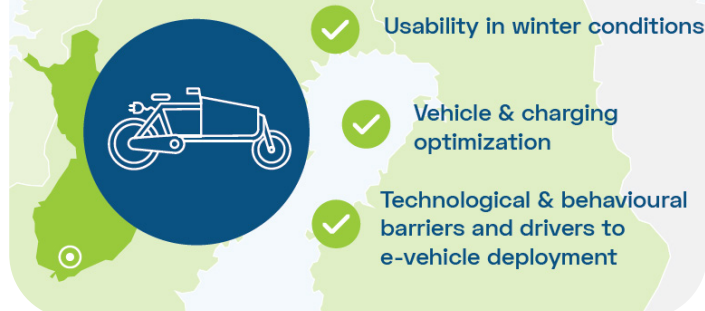 Usability in winter conditions
Vehicle & charging
optimization
Technological & behavioural
barriers and drivers to
e-vehicle deployment